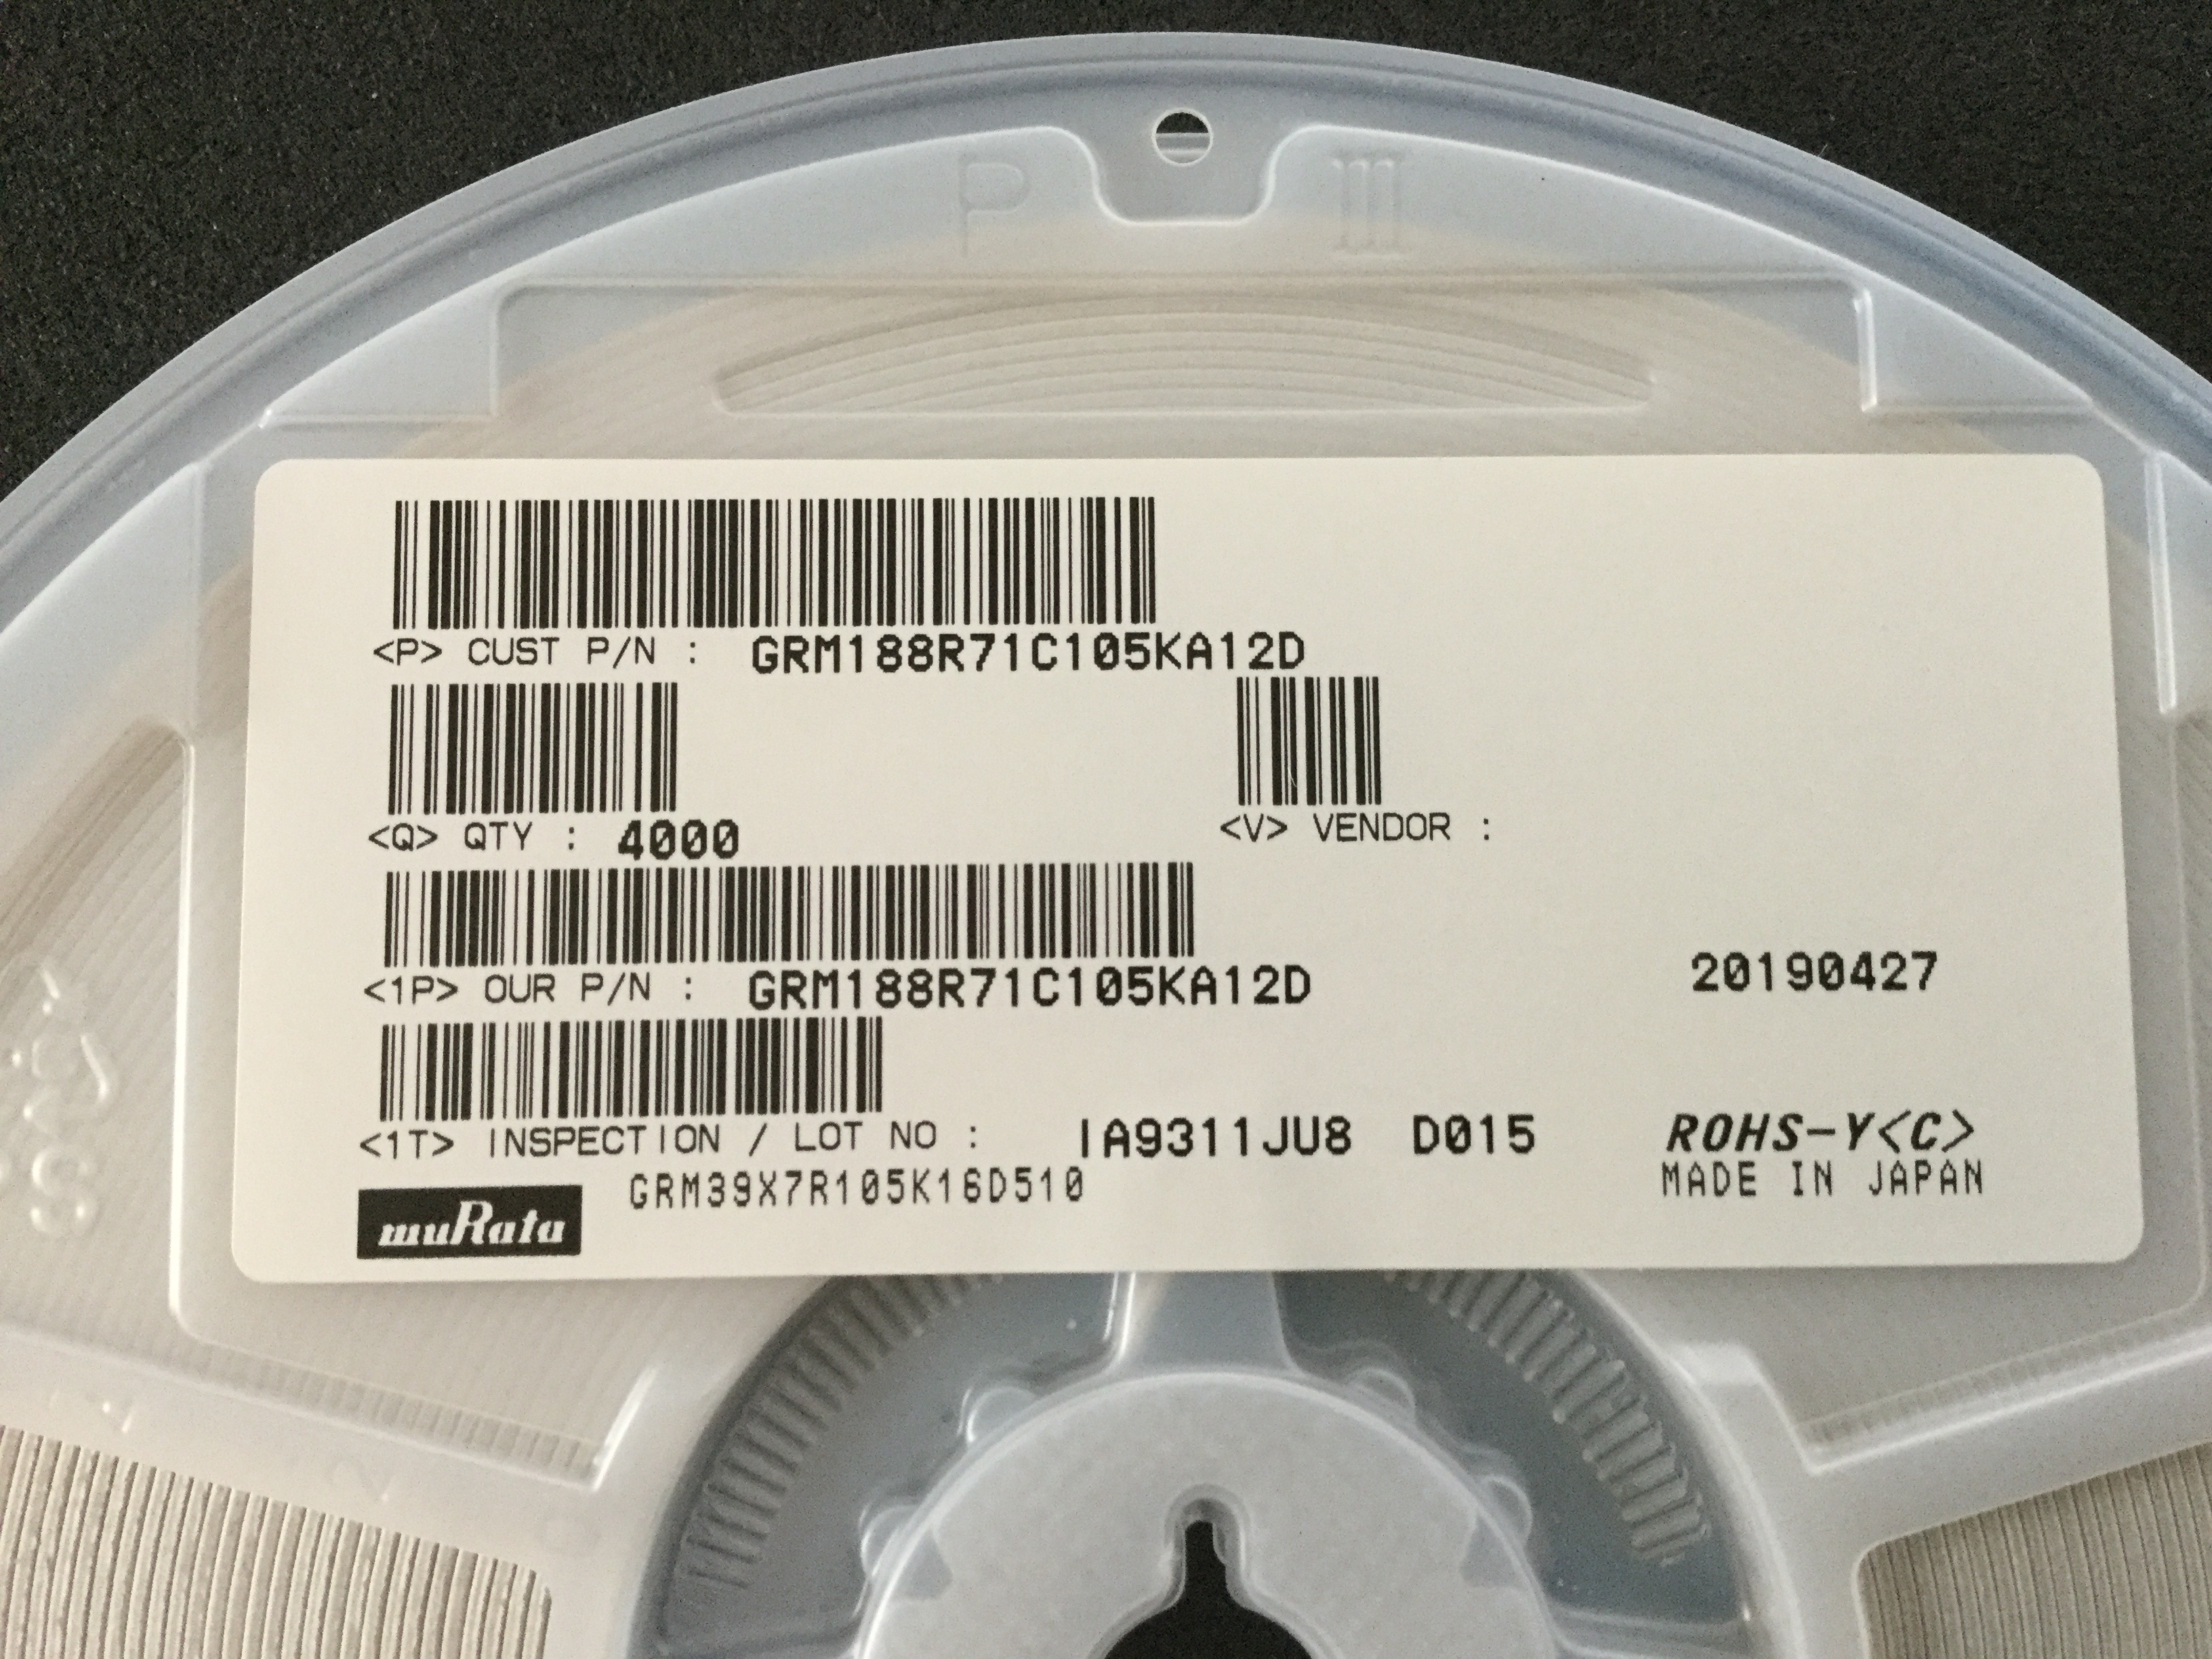 P III
<P> CUST P/N : GRM188R71C105KA12D
<Q> QTY : 4000
<V> VENDOR :
<1P> OUR P/N : GRM188R71C105KA12D
20190427
<1T> INSPECTION / LOT NO : IA9311JU8 D015
ROHS-Y<C>
GRM39X7R105K16D510
MADE IN JAPAN
muRata